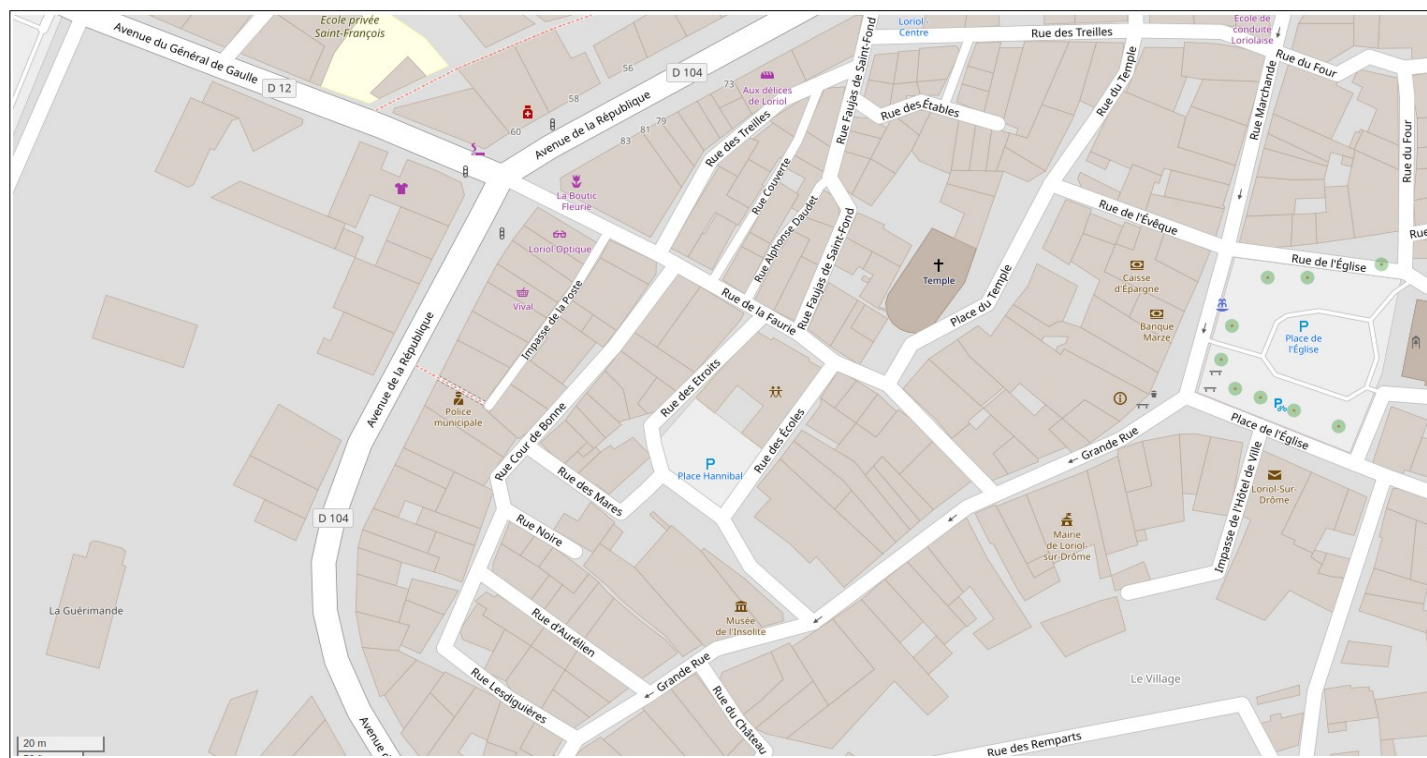 Ecole privée
Saint-François
Loriol
Centre
Ecole de
conduite
Loriolaise
Avenue du Général de Gaulle
Rue des Treilles
Rue du Four
D 12
D 104
56
58
60
73
79
81
83
Aux délices
de Loriol
Avenue de la République
Rue des Treilles
Rue Faujas de Saint-Fond
Rue des Étables
Rue du Temple
Rue Marchande
Rue du Four
La Boutic
Fleurie
Rue Couverte
Rue Alphonse Daudet
Rue Faujas de Saint-Fond
Rue de l'Évêque
Rue
Loriol Optique
Rue de l'Église
Temple
Caisse
d'Épargne
Vival
Impasse de la Poste
Rue de la Faurie
Place du Temple
Banque
Marze
P
Place de
l'Église
Avenue de la République
Rue des Etroits
Police
municipale
Rue Cour de Bonne
Rue des Écoles
P
Place de l'Église
Grande Rue
P
Place Hannibal
Rue des Mares
Impasse de l'Hôtel de Ville
Loriol-Sur-
Drôme
D 104
Rue Noire
Mairie
de Loriol-
sur-Drôme
La Guérimande
Musée
de l'Insolite
Rue d'Aurélien
Grande Rue
Rue Lesdiguières
Le Village
Rue du Château
Rue des Remparts
20 m